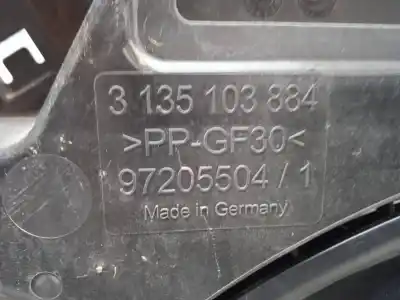 3 135 103 884
>PP-GF30<
97205504 / 1
Made in Germany